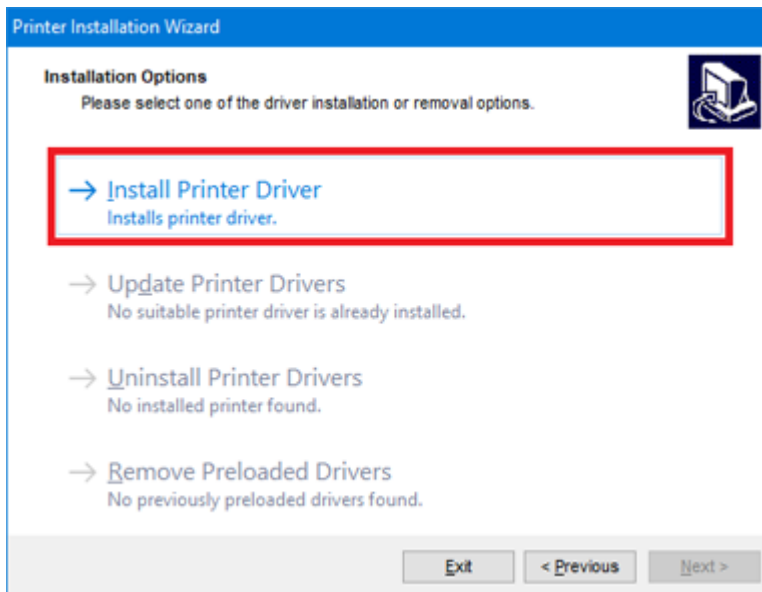 Printer Installation Wizard
Installation Options
Please select one of the driver installation or removal options.
Install Printer Driver
Installs printer driver.
Update Printer Drivers
No suitable printer driver is already installed.
Uninstall Printer Drivers
No installed printer found.
Remove Preloaded Drivers
No previously preloaded drivers found.
Exit < Previous Next >